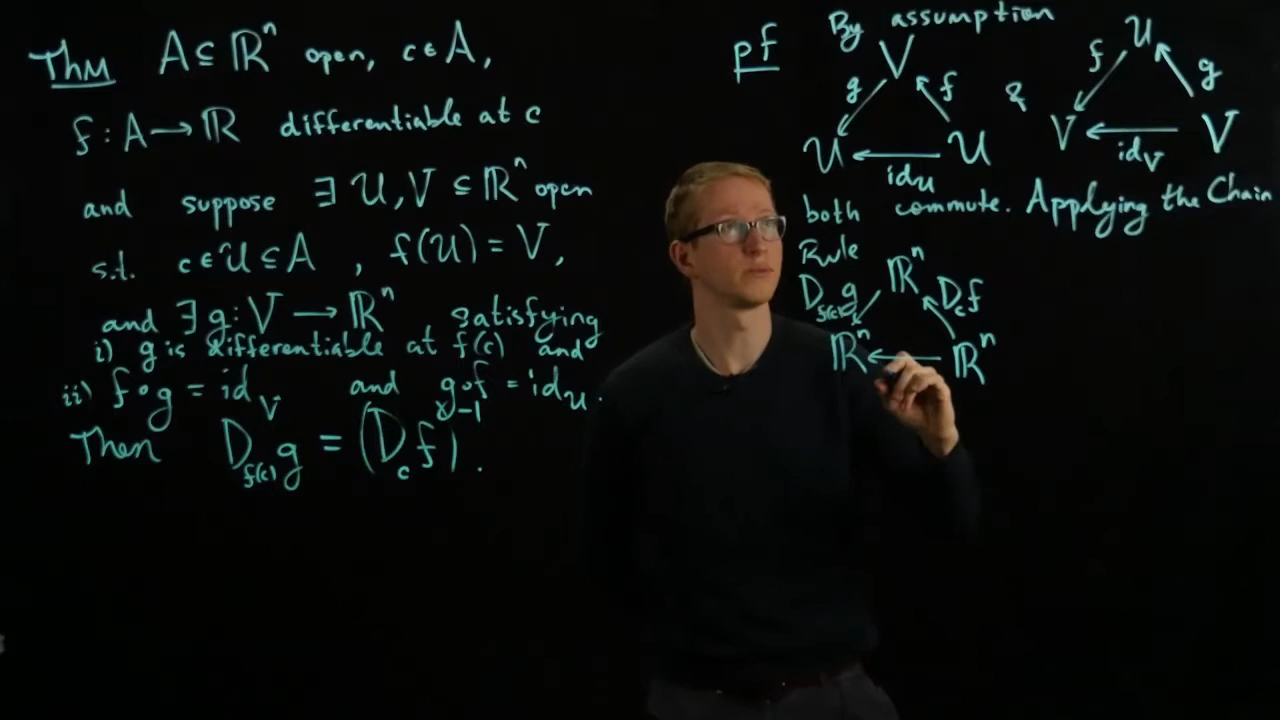 Thm A ⊆ ℝⁿ open, c ∈ A,
f : A → ℝ differentiable at c
and suppose ∃ U, V ⊆ ℝⁿ open
s.t. c ∈ U ⊆ A, f(U) = V,
and ∃ g : V → ℝⁿ satisfying
i) g is differentiable at f(c) and
ii) f ∘ g = id_V and g ∘ f = id_U.
Then D_{f(c)} g = (D_c f)⁻¹.
pf By assumption
V
g f
U ← U
id_U
&
U
f g
V ← V
id_V
both commute. Applying the Chain
Rule
ℝⁿ
D_{f(c)} g D_c f
ℝⁿ ← ℝⁿ